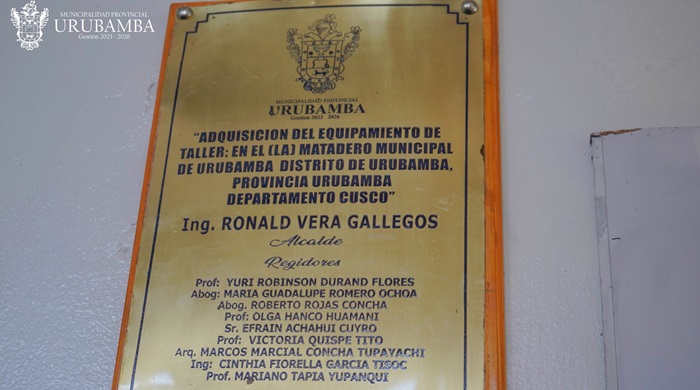 MUNICIPALIDAD PROVINCIAL
URUBAMBA
Gestión 2023 - 2026
MUNICIPALIDAD PROVINCIAL
URUBAMBA
Gestión 2023 2026
"ADQUISICION DEL EQUIPAMIENTO DE
TALLER: EN EL (LA) MATADERO MUNICIPAL
DE URUBAMBA DISTRITO DE URUBAMBA,
PROVINCIA URUBAMBA
DEPARTAMENTO CUSCO"
Ing. RONALD VERA GALLEGOS
Alcalde
Regidores
Prof: YURI ROBINSON DURAND FLORES
Abog: MARIA GUADALUPE ROMERO OCHOA
Abog. ROBERTO ROJAS CONCHA
Prof: OLGA HANCO HUAMANI
Sr. EFRAIN ACHAHUI CUYRO
Prof: VICTORIA QUISPE TITO
Arq. MARCOS MARCIAL CONCHA TUPAYACHI
Ing: CINTHIA FIORELLA GARCIA TISOC
Prof. MARIANO TAPIA YUPANQUI